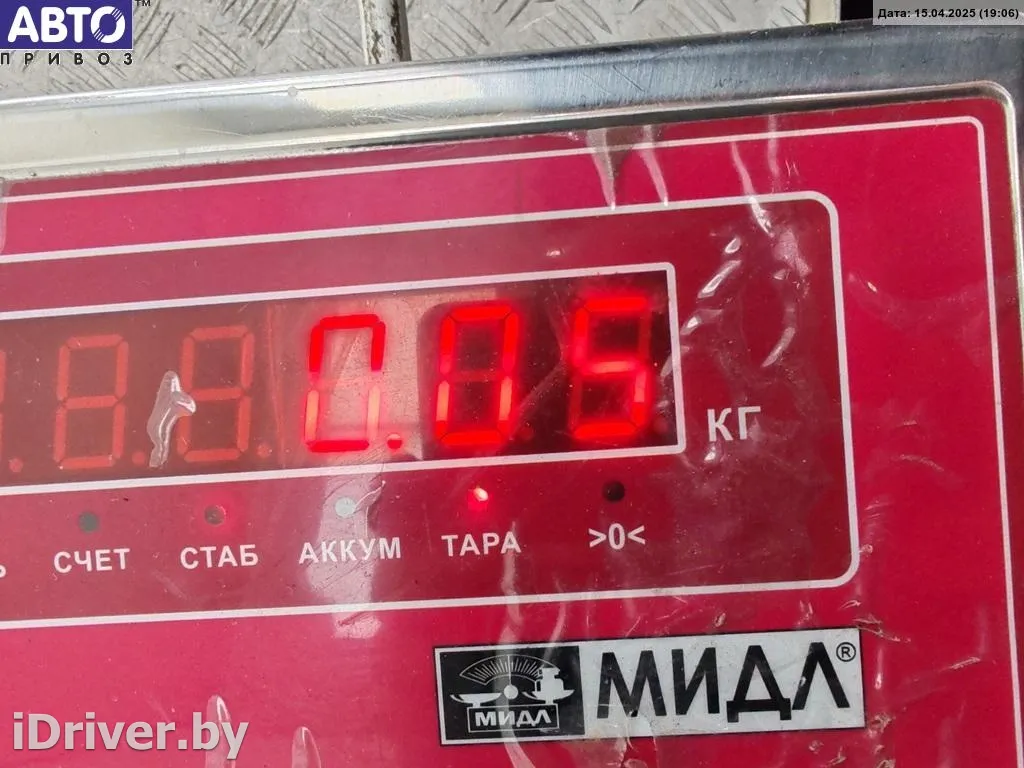 АВТО™
ПРИВОЗ
Дата: 15.04.2025 (19:06)
0.05
КГ
СЧЕТ СТАБ АККУМ ТАРА >0<
МИДЛ МИДЛ®
iDriver.by